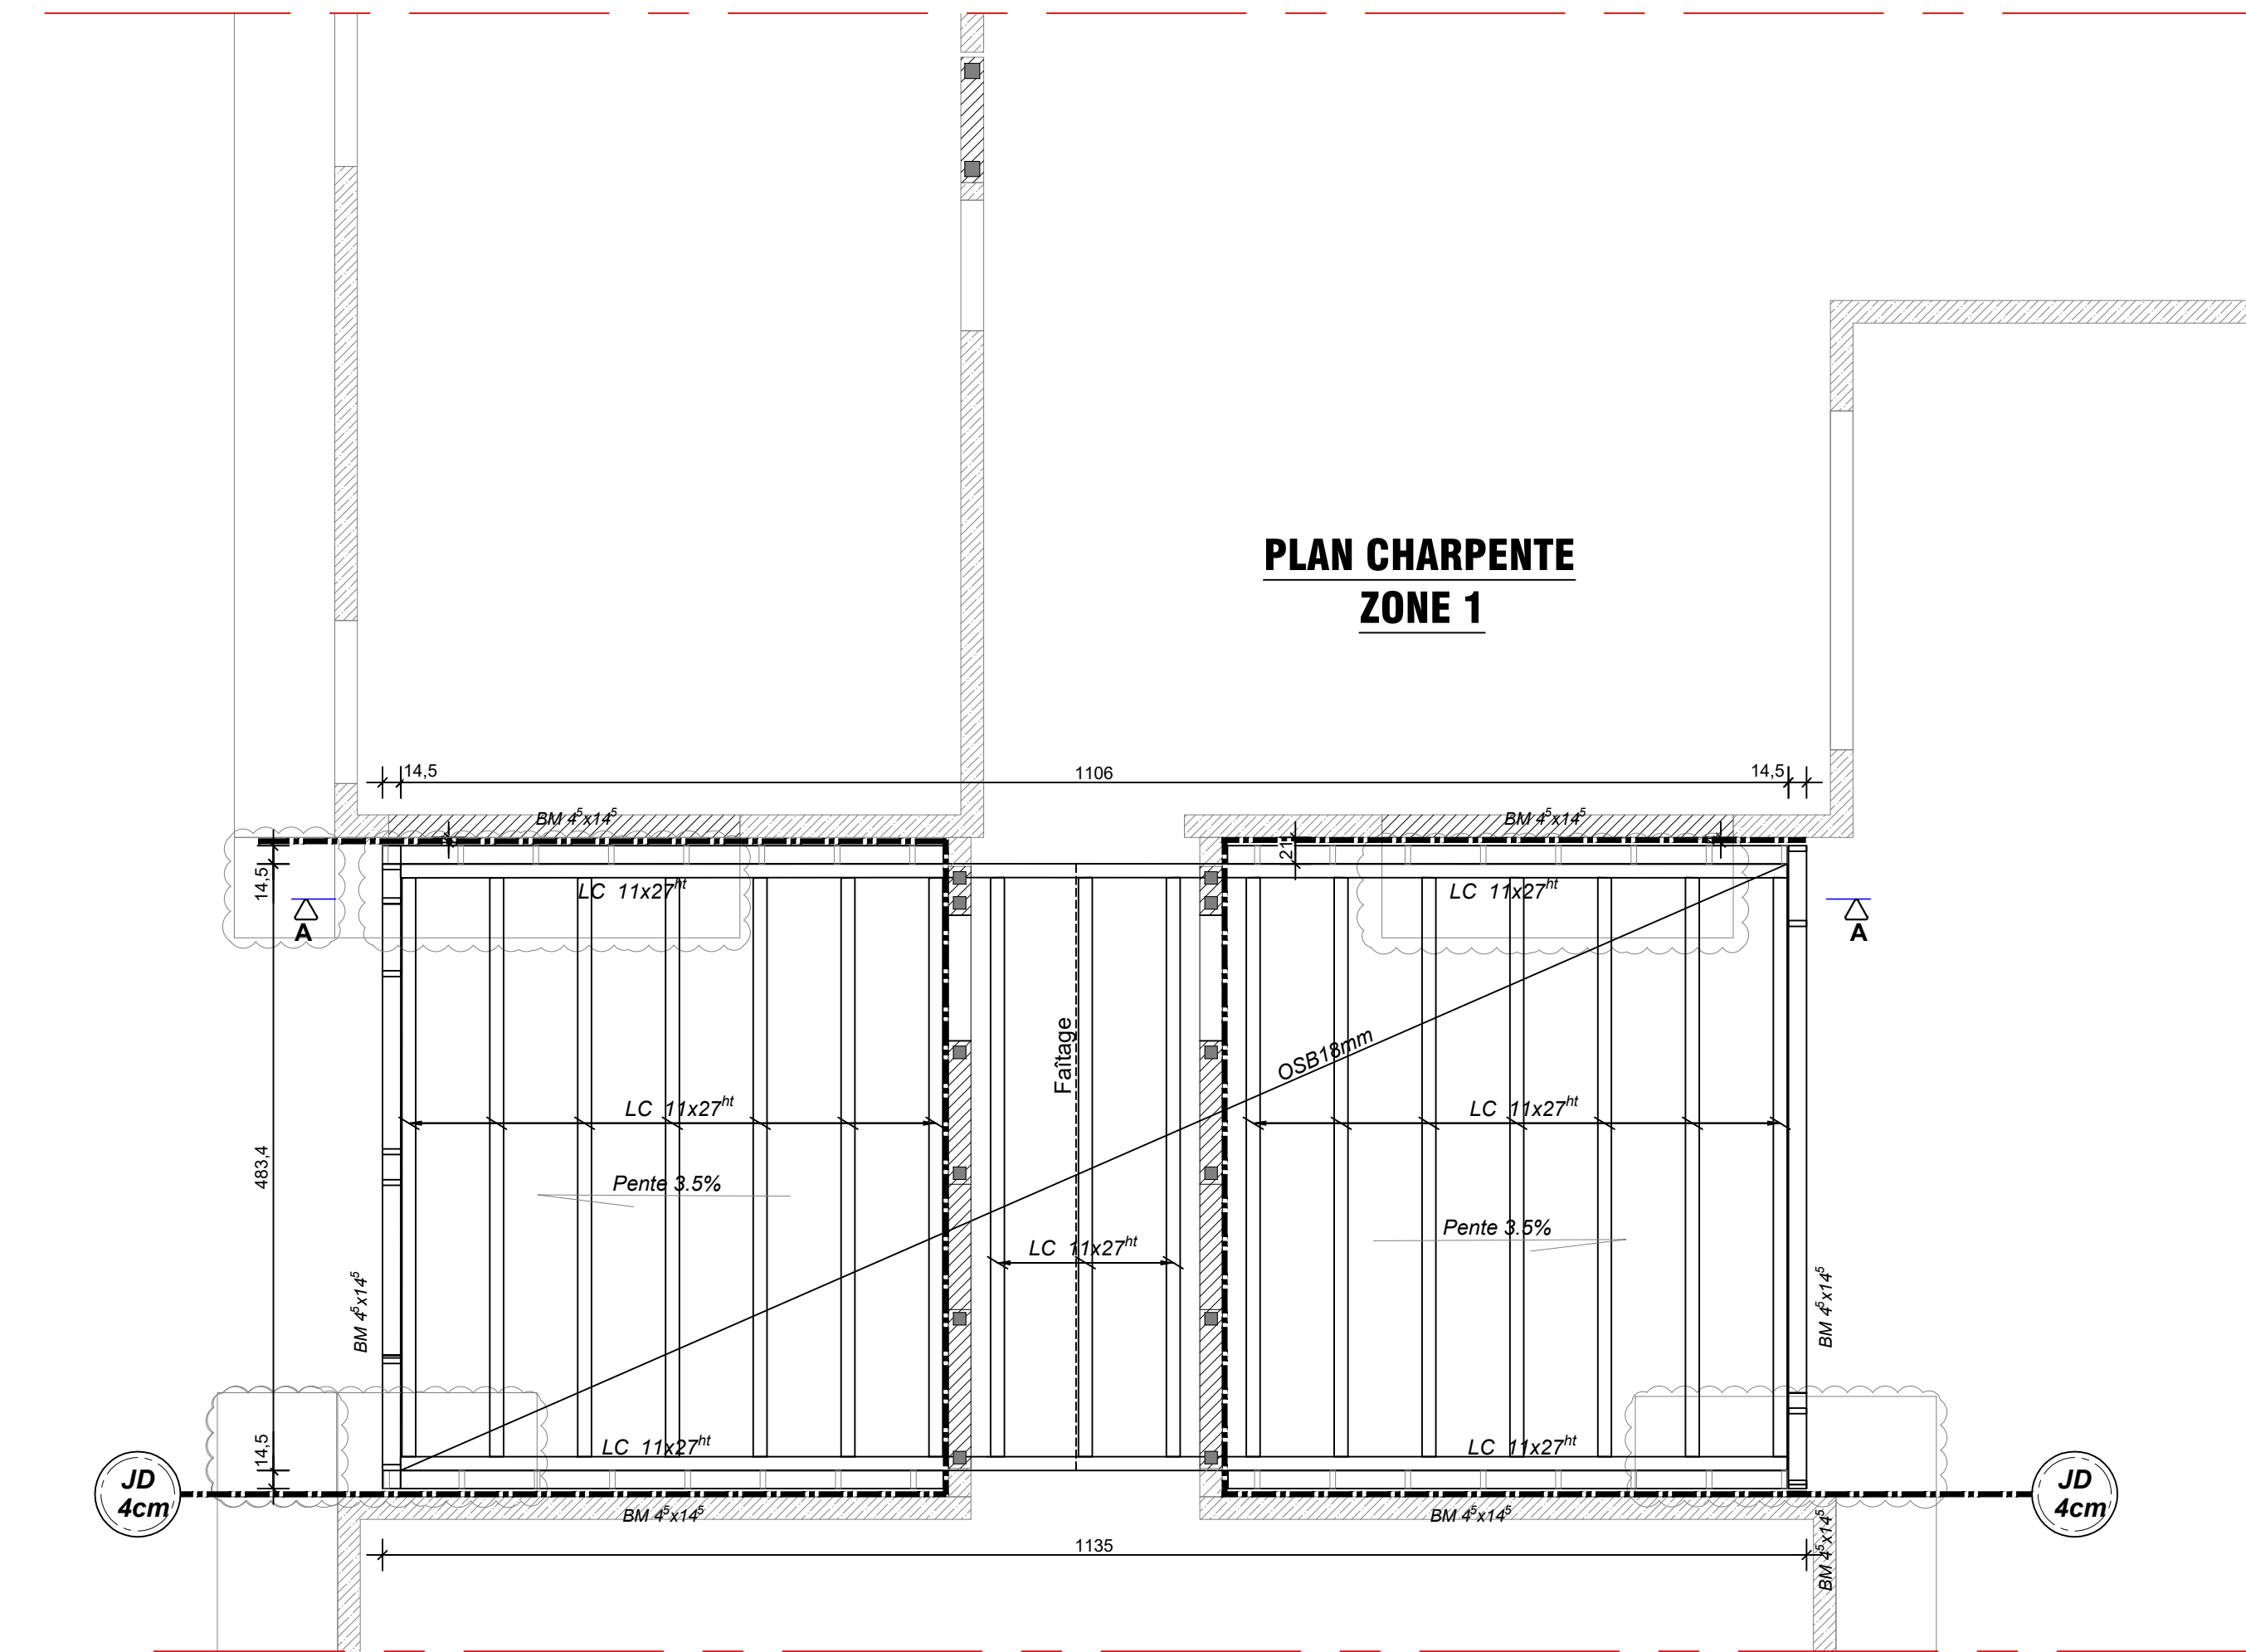 PLAN CHARPENTE
ZONE 1
14,5
1106
14,5
BM 4⁵x14⁵
BM 4⁵x14⁵
21
14,5
LC 11x27ʰᵗ
LC 11x27ʰᵗ
A
A
Faîtage
OSB18mm
LC 11x27ʰᵗ
LC 11x27ʰᵗ
483,4
Pente 3.5%
Pente 3.5%
LC 11x27ʰᵗ
BM 4⁵x14⁵
BM 4⁵x14⁵
14,5
LC 11x27ʰᵗ
LC 11x27ʰᵗ
JD
4cm
JD
4cm
BM 4⁵x14⁵
BM 4⁵x14⁵
BM 4⁵x14⁵
1135